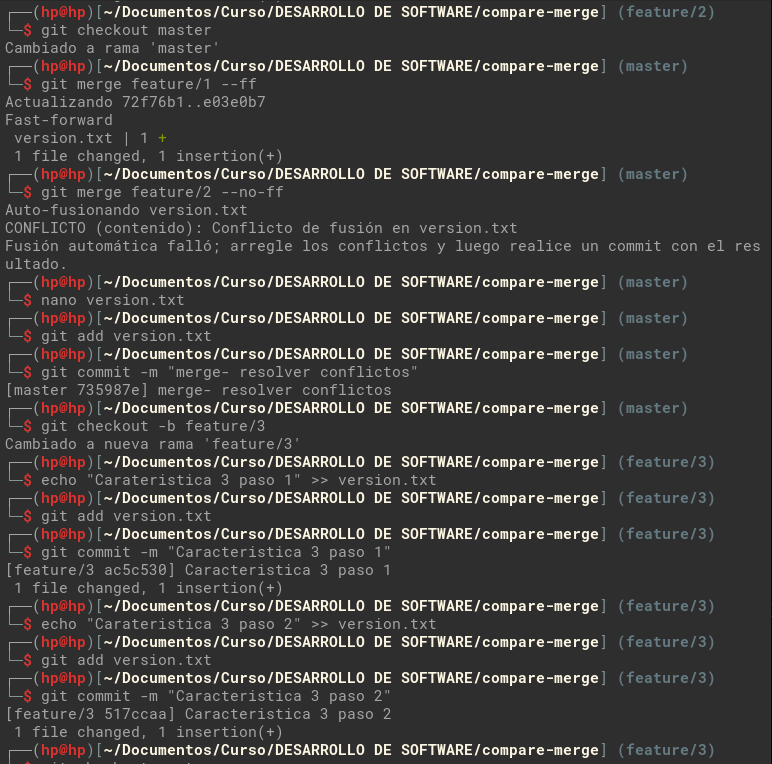 ┌──(hp@hp)[~/Documentos/Curso/DESARROLLO DE SOFTWARE/compare-merge] (feature/2)
└─$ git checkout master
Cambiado a rama 'master'
┌──(hp@hp)[~/Documentos/Curso/DESARROLLO DE SOFTWARE/compare-merge] (master)
└─$ git merge feature/1 --ff
Actualizando 72f76b1..e03e0b7
Fast-forward
 version.txt | 1 +
 1 file changed, 1 insertion(+)
┌──(hp@hp)[~/Documentos/Curso/DESARROLLO DE SOFTWARE/compare-merge] (master)
└─$ git merge feature/2 --no-ff
Auto-fusionando version.txt
CONFLICTO (contenido): Conflicto de fusión en version.txt
Fusión automática falló; arregle los conflictos y luego realice un commit con el res
ultado.
┌──(hp@hp)[~/Documentos/Curso/DESARROLLO DE SOFTWARE/compare-merge] (master)
└─$ nano version.txt
┌──(hp@hp)[~/Documentos/Curso/DESARROLLO DE SOFTWARE/compare-merge] (master)
└─$ git add version.txt
┌──(hp@hp)[~/Documentos/Curso/DESARROLLO DE SOFTWARE/compare-merge] (master)
└─$ git commit -m "merge- resolver conflictos"
[master 735987e] merge- resolver conflictos
┌──(hp@hp)[~/Documentos/Curso/DESARROLLO DE SOFTWARE/compare-merge] (master)
└─$ git checkout -b feature/3
Cambiado a nueva rama 'feature/3'
┌──(hp@hp)[~/Documentos/Curso/DESARROLLO DE SOFTWARE/compare-merge] (feature/3)
└─$ echo "Carateristica 3 paso 1" >> version.txt
┌──(hp@hp)[~/Documentos/Curso/DESARROLLO DE SOFTWARE/compare-merge] (feature/3)
└─$ git add version.txt
┌──(hp@hp)[~/Documentos/Curso/DESARROLLO DE SOFTWARE/compare-merge] (feature/3)
└─$ git commit -m "Caracteristica 3 paso 1"
[feature/3 ac5c530] Caracteristica 3 paso 1
 1 file changed, 1 insertion(+)
┌──(hp@hp)[~/Documentos/Curso/DESARROLLO DE SOFTWARE/compare-merge] (feature/3)
└─$ echo "Carateristica 3 paso 2" >> version.txt
┌──(hp@hp)[~/Documentos/Curso/DESARROLLO DE SOFTWARE/compare-merge] (feature/3)
└─$ git add version.txt
┌──(hp@hp)[~/Documentos/Curso/DESARROLLO DE SOFTWARE/compare-merge] (feature/3)
└─$ git commit -m "Caracteristica 3 paso 2"
[feature/3 517ccaa] Caracteristica 3 paso 2
 1 file changed, 1 insertion(+)
┌──(hp@hp)[~/Documentos/Curso/DESARROLLO DE SOFTWARE/compare-merge] (feature/3)